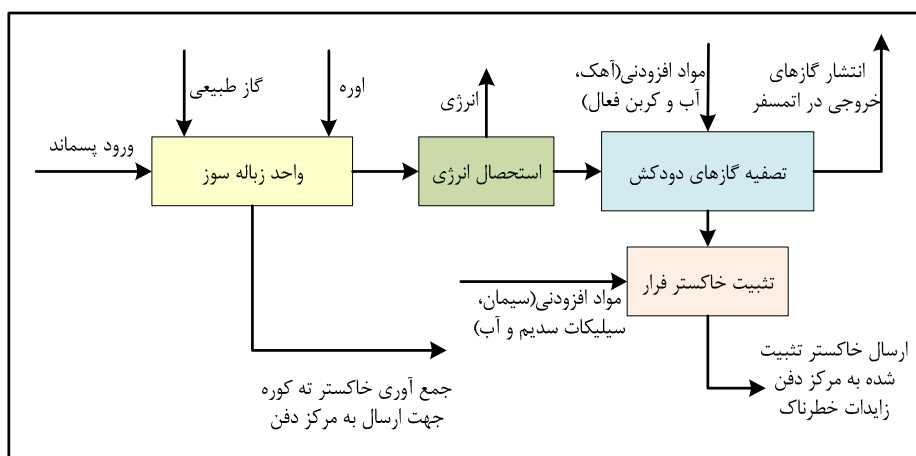 گاز طبیعی
اوره
ورود پسماند
واحد زباله سوز
انرژی
استحصال انرژی
مواد افزودنی(آهک،
آب و کربن فعال)
تصفیه گازهای دودکش
انتشار گازهای
خروجی در اتمسفر
مواد افزودنی(سیمان،
سیلیکات سدیم و آب)
تثبیت خاکستر فرار
جمع آوری خاکستر ته کوره
جهت ارسال به مرکز دفن
ارسال خاکستر تثبیت
شده به مرکز دفن
زایدات خطرناک